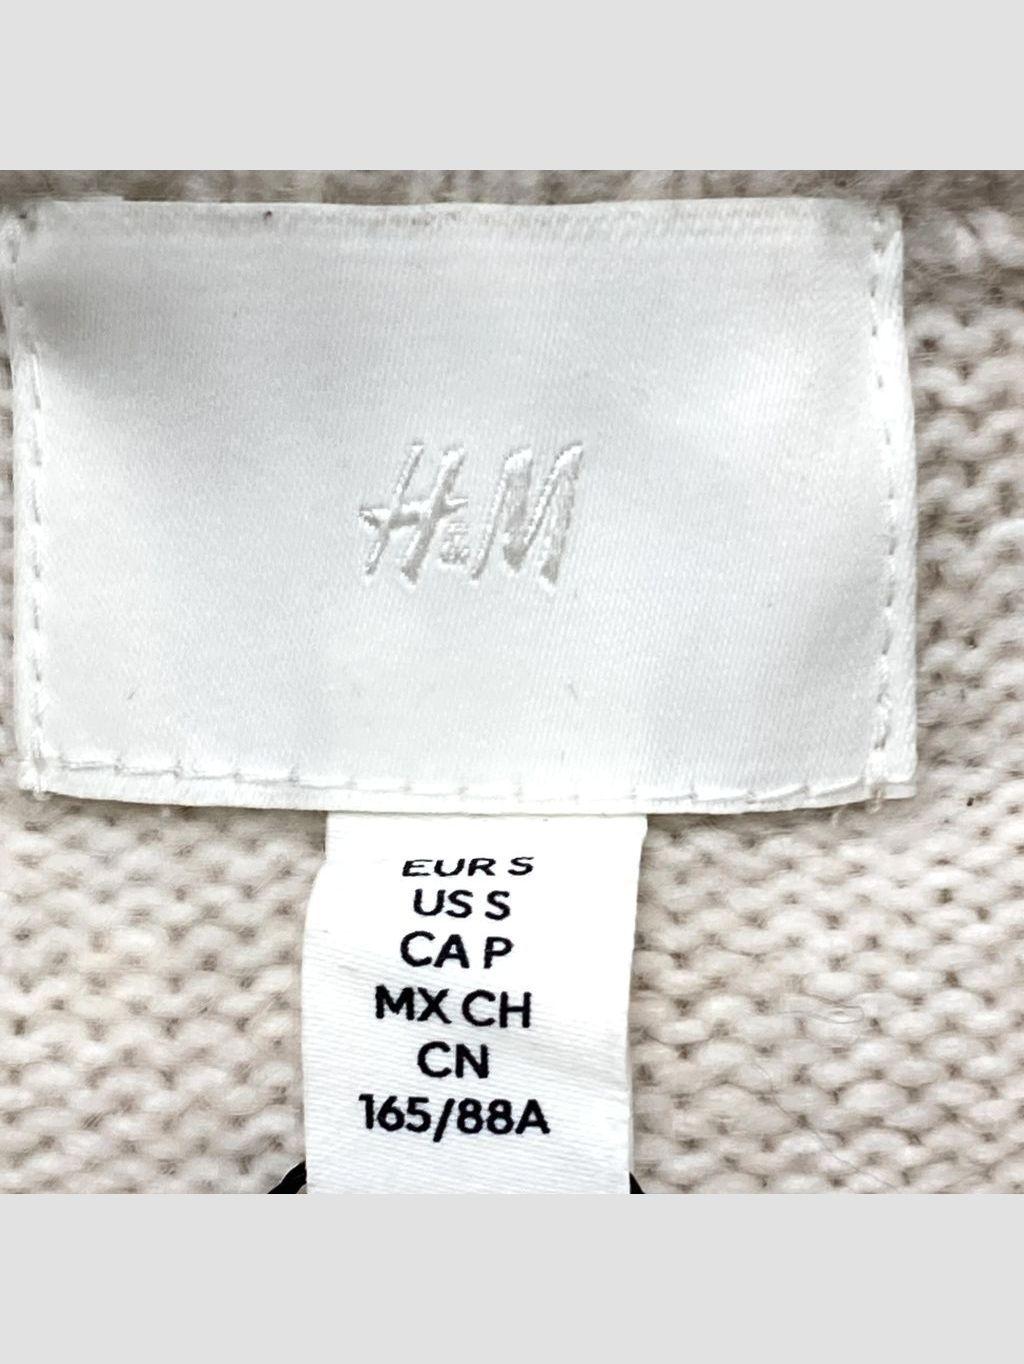 H&M
EUR S
US S
CA P
MX CH
CN
165/88A